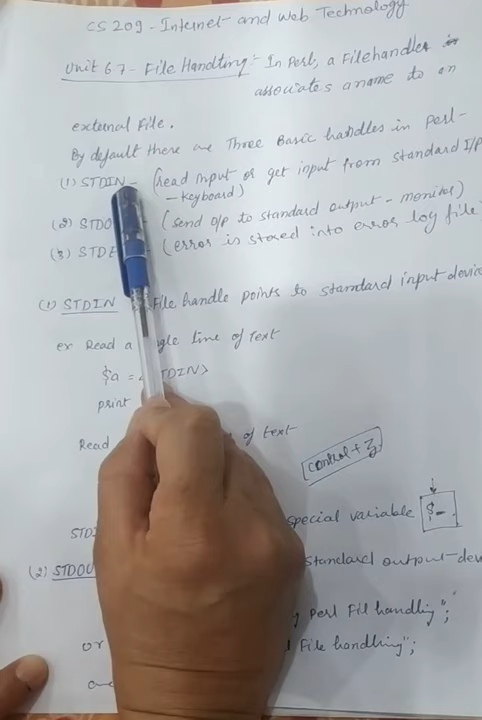 CS 209 - Internet and Web Technology
Unit 6 7 - File Handling :- In Perl, a Filehandler is
associates a name to an
external File.
By default there are Three Basic handles in Perl -
(1) STDIN - (read Input or get input from standard I/P
- keyboard)
(2) STDO (send o/p to standard output - monitor)
(3) STDE (error is stored into error log file
(1) STDIN File handle points to standard input devic
ex Read a gle line of Text
$a = TDIN>
print
Read of text
control + Z
STD special variable $-
(2) STDOU standard output-dev
Perl Fil handling";
or File handling";